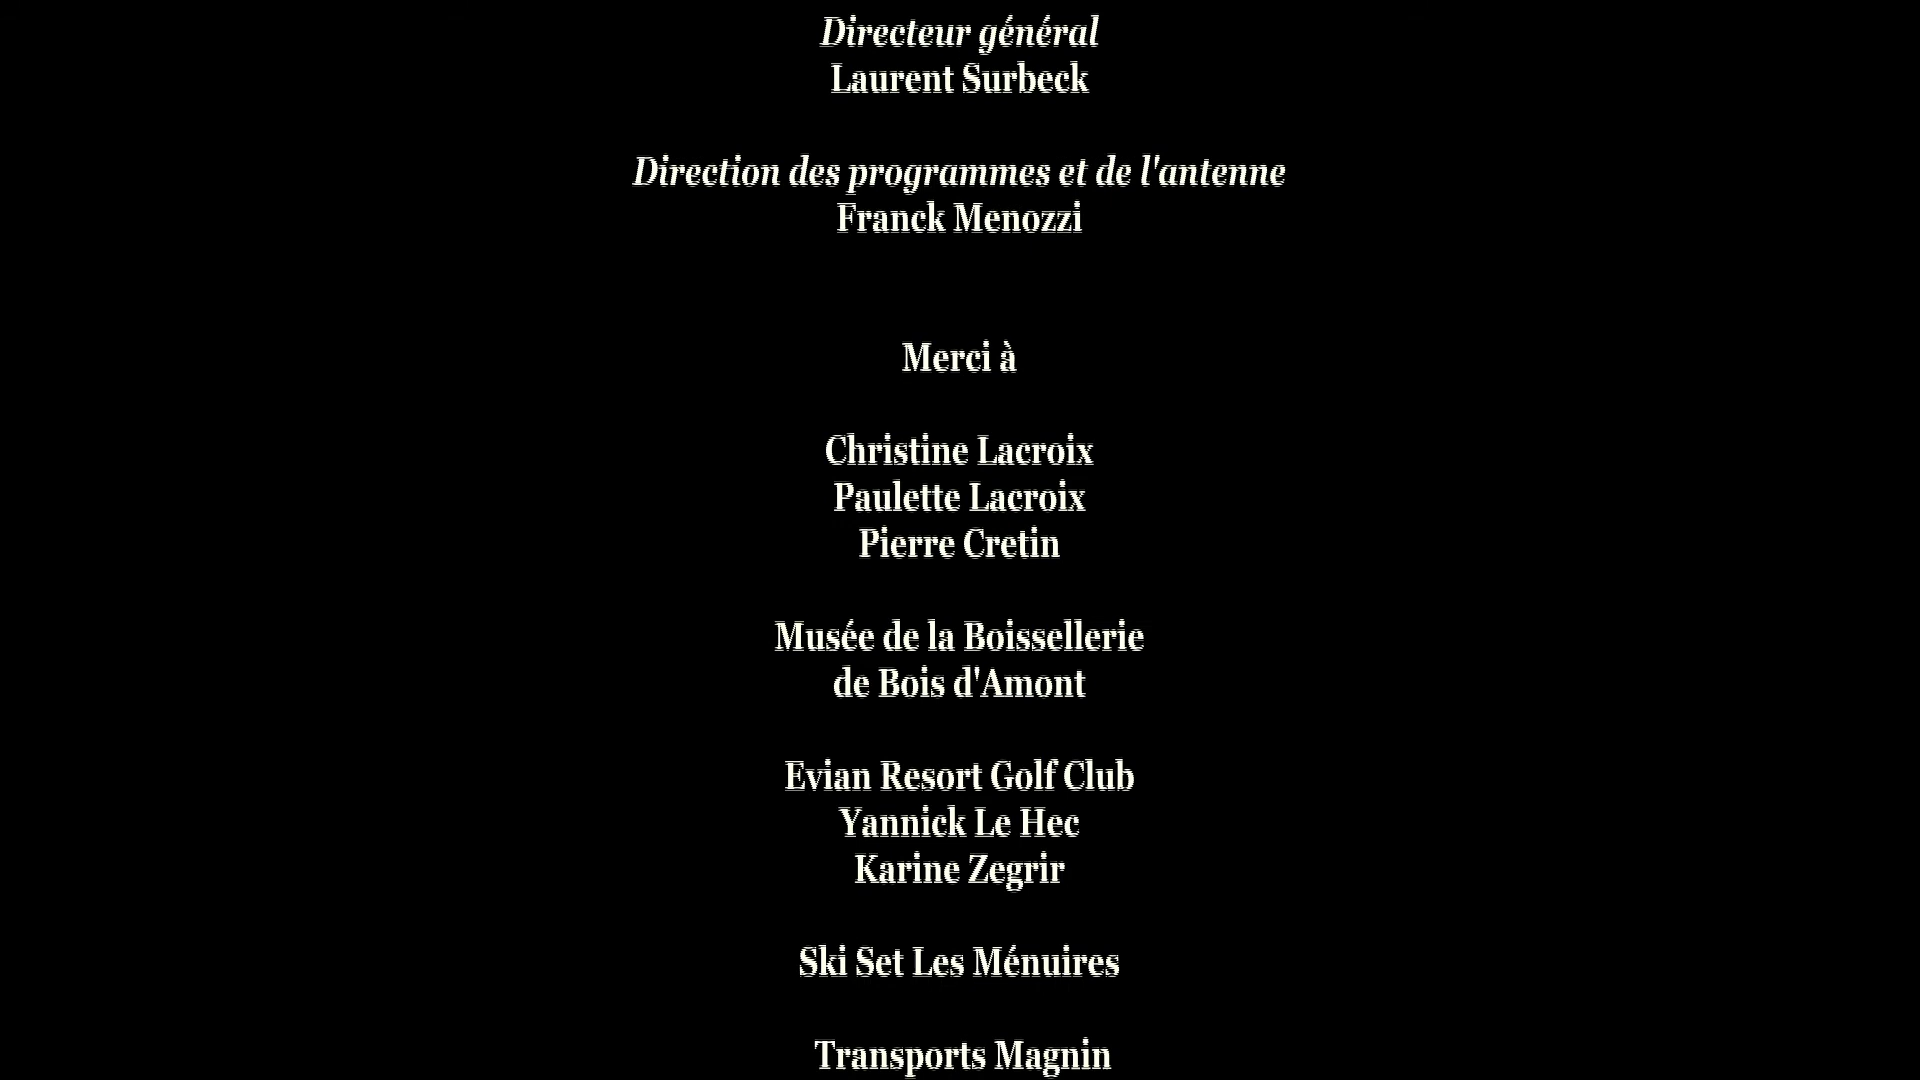 Directeur général
Laurent Surbeck
Direction des programmes et de l'antenne
Franck Menozzi
Merci à
Christine Lacroix
Paulette Lacroix
Pierre Cretin
Musée de la Boissellerie
de Bois d'Amont
Evian Resort Golf Club
Yannick Le Hec
Karine Zegrir
Ski Set Les Ménuires
Transports Magnin